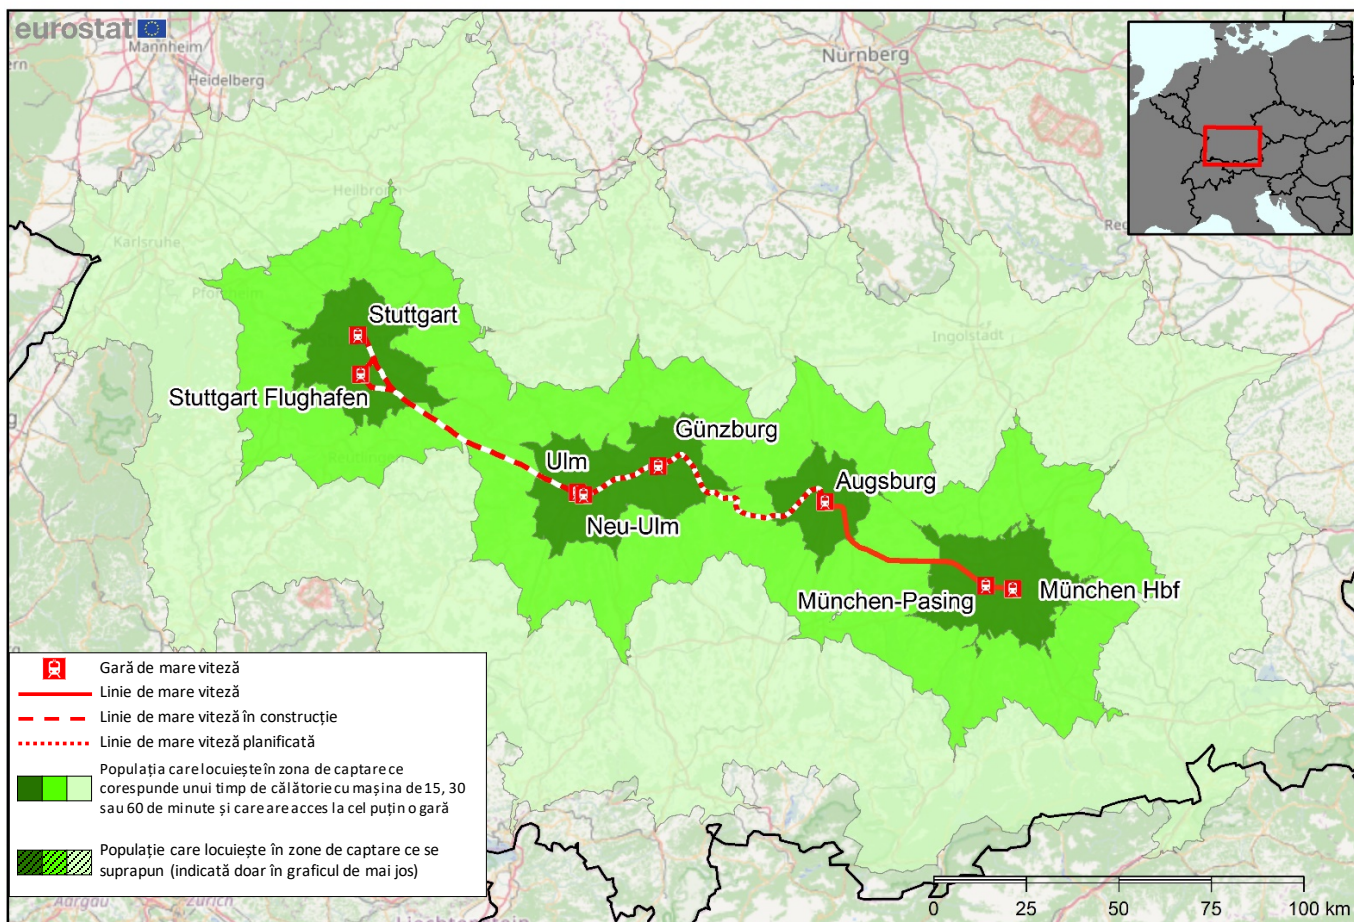 eurostat
Mannheim
Heidelberg
Nürnberg
Heilbronn
Karlsruhe
Pforzheim
Stuttgart
Ingolstadt
Stuttgart Flughafen
Reutlingen
Günzburg
Ulm
Augsburg
Neu-Ulm
München-Pasing
München Hbf
Gară de mare viteză
Linie de mare viteză
Linie de mare viteză în construcție
Linie de mare viteză planificată
Populația care locuiește în zona de captare ce
corespunde unui timp de călătorie cu mașina de 15, 30
sau 60 de minute și care are acces la cel puțin o gară
Populație care locuiește în zone de captare ce se
suprapun (indicată doar în graficul de mai jos)
Aargau
Zürich
Liechtenstein
0 25 50 75 100 km